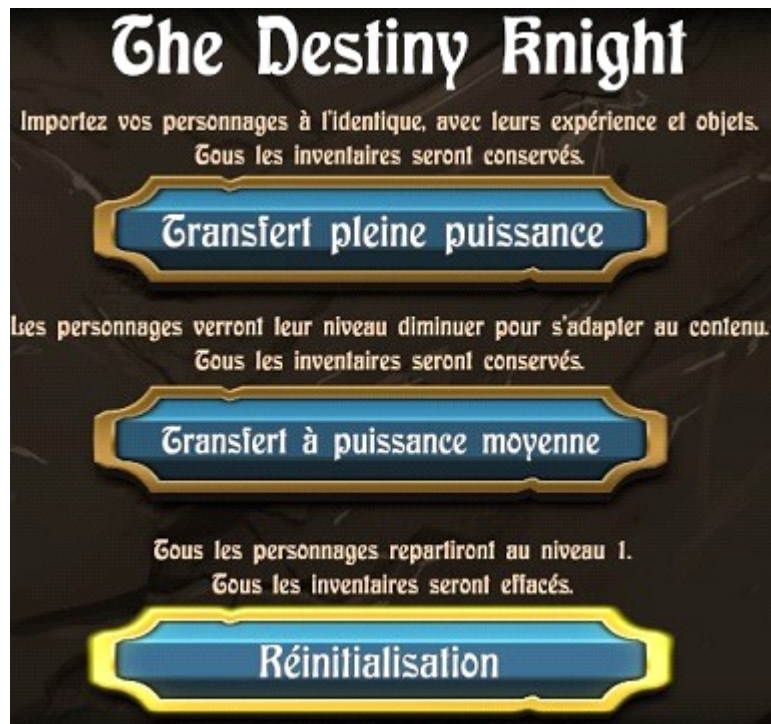 The Destiny Knight
Importez vos personnages à l'identique, avec leurs expérience et objets.
Tous les inventaires seront conservés.
Transfert pleine puissance
Les personnages verront leur niveau diminuer pour s'adapter au contenu.
Tous les inventaires seront conservés.
Transfert à puissance moyenne
Tous les personnages repartiront au niveau 1.
Tous les inventaires seront effacés.
Réinitialisation